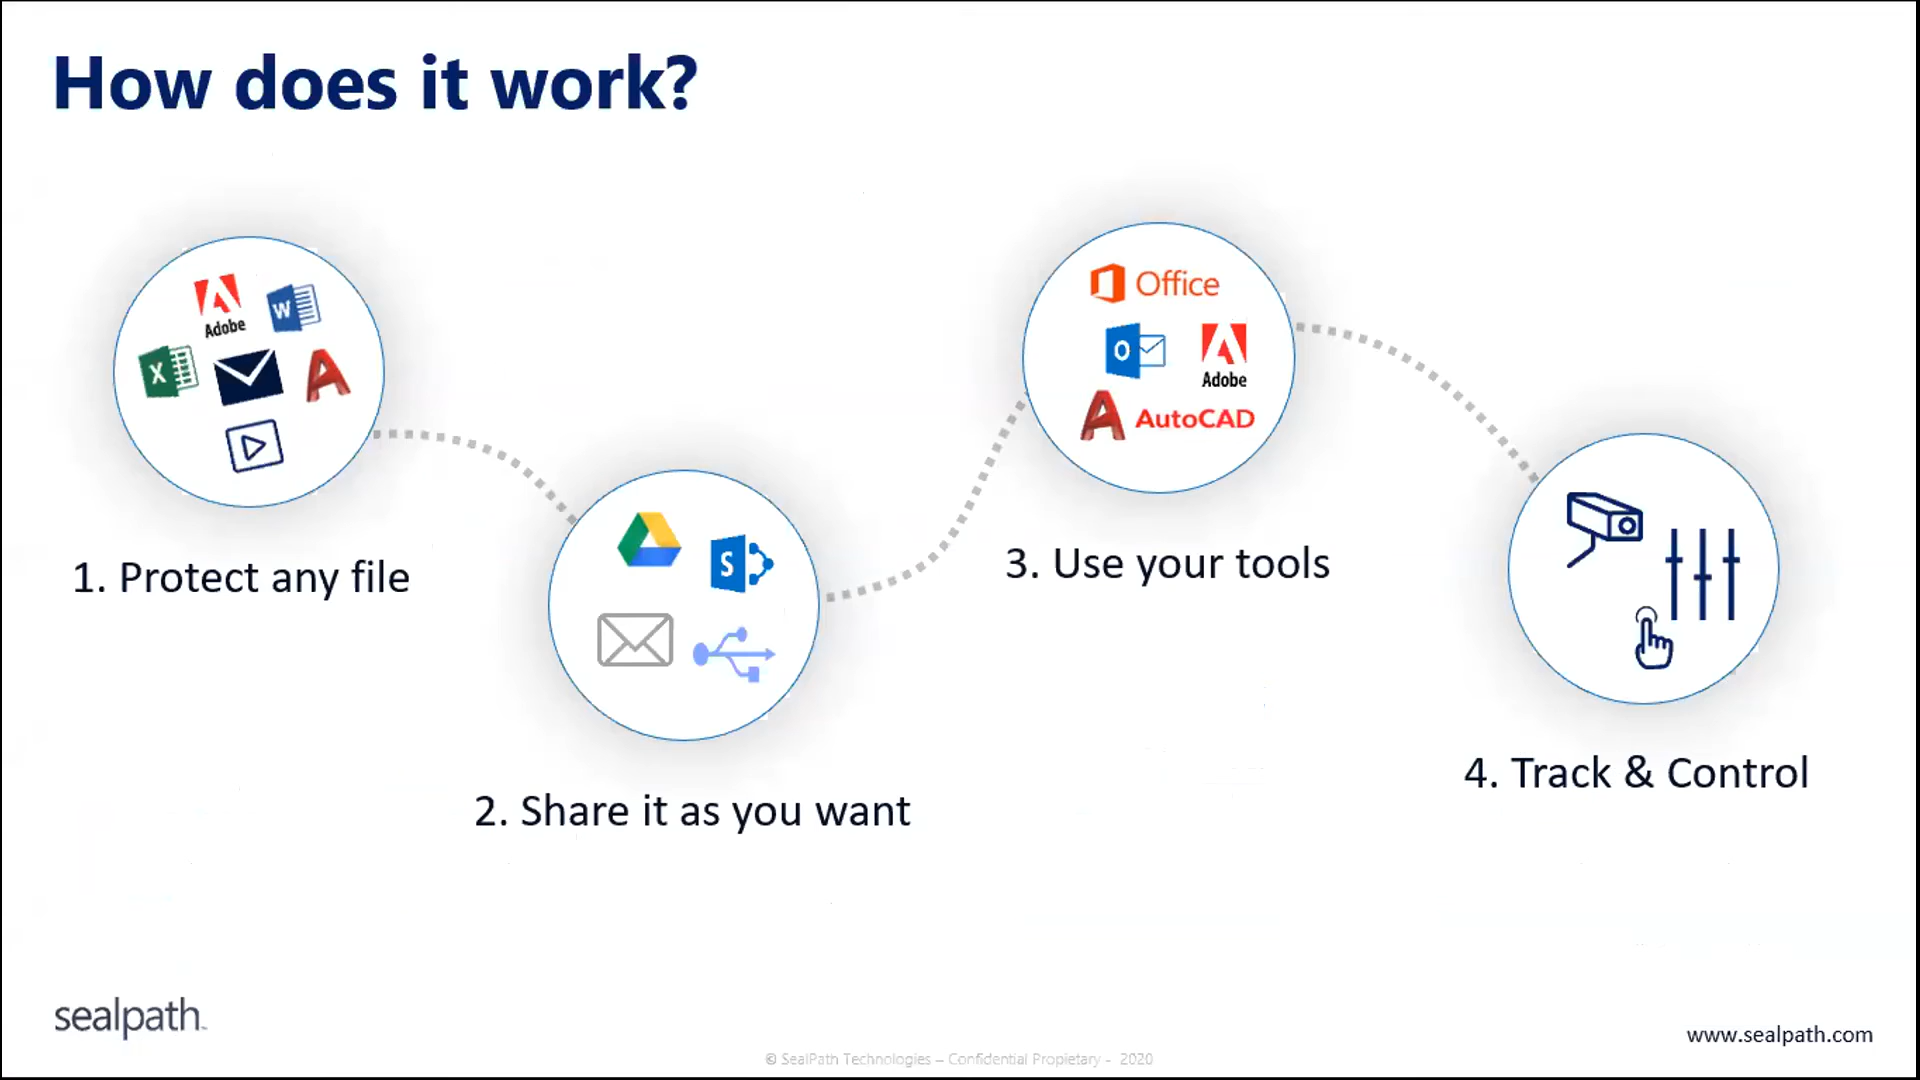 How does it work?
Adobe
W
X
1. Protect any file
S
2. Share it as you want
Office
O
Adobe
AutoCAD
3. Use your tools
4. Track & Control
sealpath
www.sealpath.com
© SealPath Technologies – Confidential Propietary - 2020